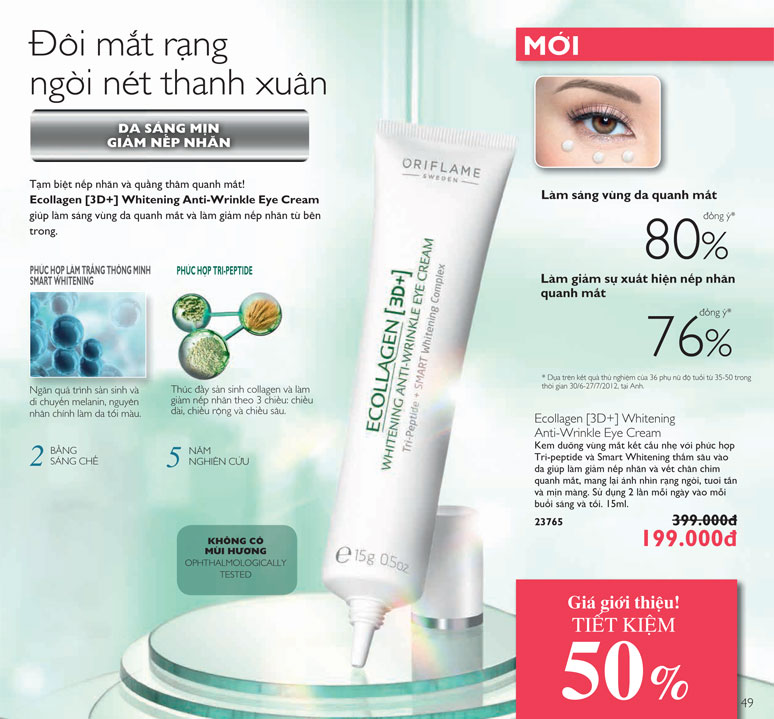 Đôi mắt rạng
ngời nét thanh xuân
DA SÁNG MỊN
GIẢM NẾP NHĂN
Tạm biệt nếp nhăn và quầng thâm quanh mắt!
Ecollagen [3D+] Whitening Anti-Wrinkle Eye Cream
giúp làm sáng vùng da quanh mắt và làm giảm nếp nhăn từ bên
trong.
PHỨC HỢP LÀM TRẮNG THÔNG MINH
SMART WHITENING
Ngăn quá trình sản sinh và
di chuyển melanin, nguyên
nhân chính làm da tối màu.
2 BẰNG
SÁNG CHẾ
PHỨC HỢP TRI-PEPTIDE
Thúc đẩy sản sinh collagen và làm
giảm nếp nhăn theo 3 chiều: chiều
dài, chiều rộng và chiều sâu.
5 NĂM
NGHIÊN CỨU
KHÔNG CÓ
MÙI HƯƠNG
OPHTHALMOLOGICALLY
TESTED
ORIFLAME
SWEDEN
ECOLLAGEN [3D+]
WHITENING ANTI-WRINKLE EYE CREAM
Tri-Peptide + SMART Whitening Complex
e 15g 0.5oz
MỚI
Làm sáng vùng da quanh mắt
đồng ý*
80%
Làm giảm sự xuất hiện nếp nhăn
quanh mắt
đồng ý*
76%
* Dựa trên kết quả thử nghiệm của 36 phụ nữ độ tuổi từ 35-50 trong
thời gian 30/6-27/7/2012, tại Anh.
Ecollagen [3D+] Whitening
Anti-Wrinkle Eye Cream
Kem dưỡng vùng mắt kết cấu nhẹ với phức hợp
Tri-peptide và Smart Whitening thấm sâu vào
da giúp làm giảm nếp nhăn và vết chân chim
quanh mắt, mang lại ánh nhìn rạng ngời, tươi tắn
và mịn màng. Sử dụng 2 lần mỗi ngày vào mỗi
buổi sáng và tối. 15ml.
23765 399.000đ
199.000đ
Giá giới thiệu!
TIẾT KIỆM
50%
49